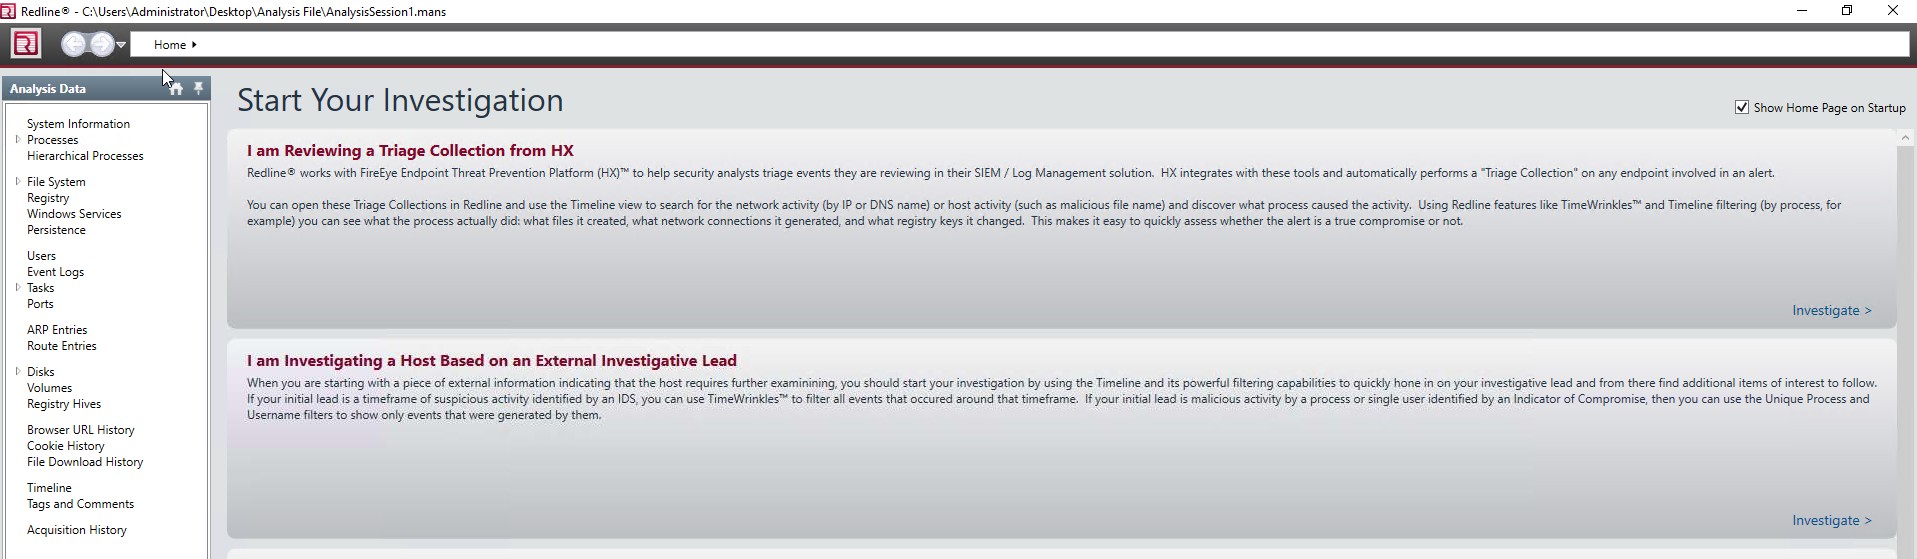 Redline® - C:\Users\Administrator\Desktop\Analysis File\AnalysisSession1.mans
Home
Analysis Data
System Information
Processes
Hierarchical Processes
File System
Registry
Windows Services
Persistence
Users
Event Logs
Tasks
Ports
ARP Entries
Route Entries
Disks
Volumes
Registry Hives
Browser URL History
Cookie History
File Download History
Timeline
Tags and Comments
Acquisition History
Start Your Investigation
Show Home Page on Startup
I am Reviewing a Triage Collection from HX
Redline® works with FireEye Endpoint Threat Prevention Platform (HX)™ to help security analysts triage events they are reviewing in their SIEM / Log Management solution. HX integrates with these tools and automatically performs a "Triage Collection" on any endpoint involved in an alert.
You can open these Triage Collections in Redline and use the Timeline view to search for the network activity (by IP or DNS name) or host activity (such as malicious file name) and discover what process caused the activity. Using Redline features like TimeWrinkles™ and Timeline filtering (by process, for
example) you can see what the process actually did: what files it created, what network connections it generated, and what registry keys it changed. This makes it easy to quickly assess whether the alert is a true compromise or not.
Investigate >
I am Investigating a Host Based on an External Investigative Lead
When you are starting with a piece of external information indicating that the host requires further examinining, you should start your investigation by using the Timeline and its powerful filtering capabilities to quickly hone in on your investigative lead and from there find additional items of interest to follow.
If your initial lead is a timeframe of suspicious activity identified by an IDS, you can use TimeWrinkles™ to filter all events that occured around that timeframe. If your initial lead is malicious activity by a process or single user identified by an Indicator of Compromise, then you can use the Unique Process and
Username filters to show only events that were generated by them.
Investigate >